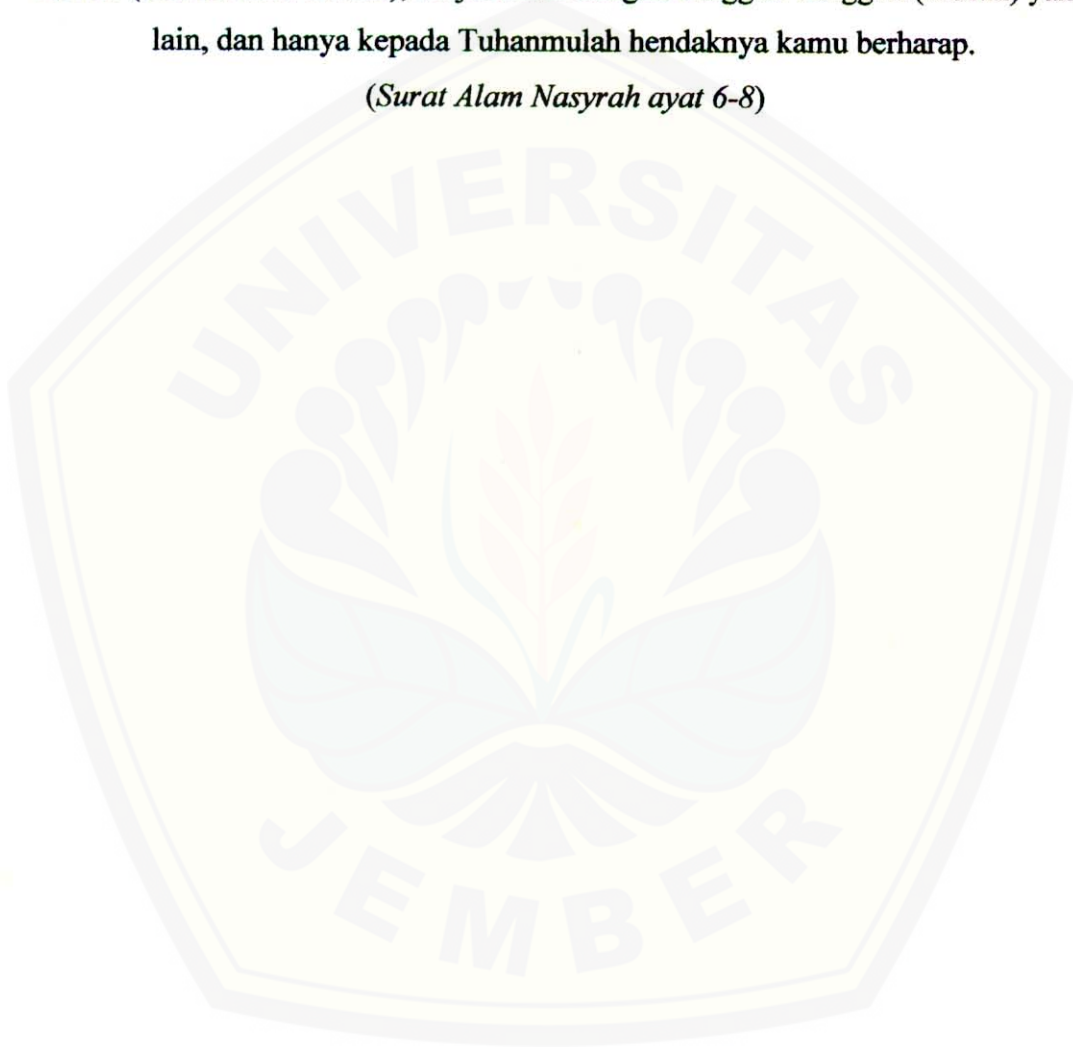 lain, dan hanya kepada Tuhanmulah hendaknya kamu berharap.
(Surat Alam Nasyrah ayat 6-8)
UNIVERSITAS
JEMBER